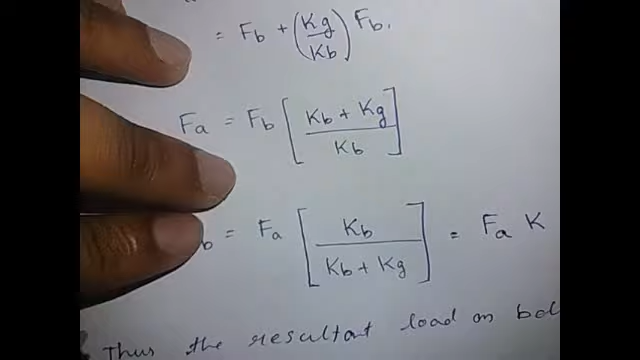 = Fb + (Kg/Kb) Fb.
Fa = Fb [Kb + Kg / Kb]
b = Fa [Kb / Kb + Kg] = Fa K
Thus the resultant load on bol